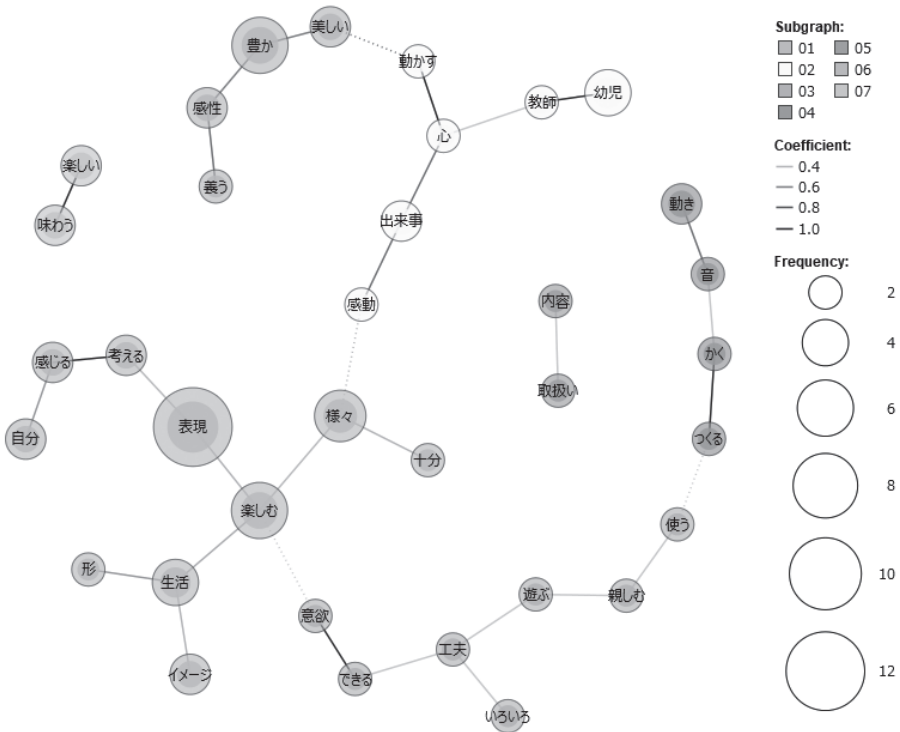 美しい
豊か
動かす
幼児
教師
感性
心
楽しい
義う
味わう
動き
出来事
音
内容
感動
かく
考える
感じる
取扱い
様々
表現
自分
つくる
十分
楽しむ
使う
形
生活
遊ぶ
親しむ
意欲
工夫
イメージ
できる
いろいろ
Subgraph:
01 05
02 06
03 07
04
Coefficient:
0.4
0.6
0.8
1.0
Frequency:
2
4
6
8
10
12